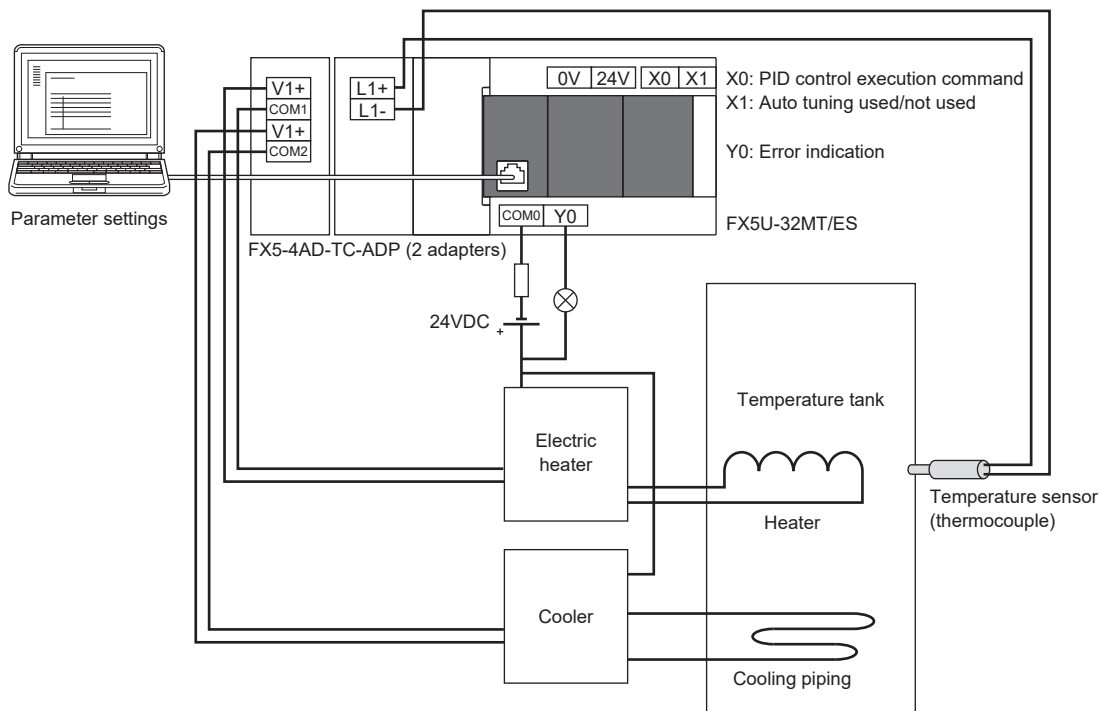 V1+
COM1
V1+
COM2
L1+
L1-
0V 24V X0 X1
X0: PID control execution command
X1: Auto tuning used/not used
Y0: Error indication
Parameter settings
COM0 Y0
FX5U-32MT/ES
FX5-4AD-TC-ADP (2 adapters)
24VDC
+
Temperature tank
Electric
heater
Heater
Temperature sensor
(thermocouple)
Cooler
Cooling piping